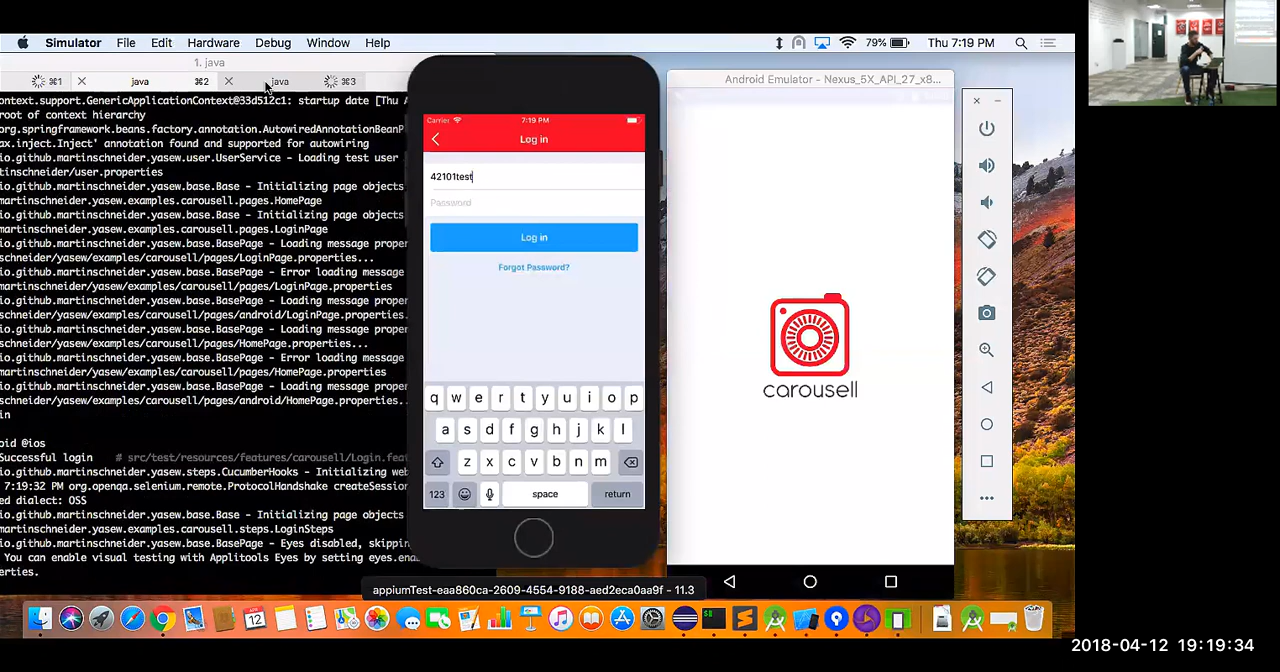 Simulator File Edit Hardware Debug Window Help 79% Thu 7:19 PM
1. java
⌘1 java ⌘2 java ⌘3
context.support.GenericApplicationContext@33d512c1: startup date [Thu A
root of context hierarchy
org.springframework.beans.factory.annotation.AutowiredAnnotationBeanP
ax.inject.Inject' annotation found and supported for autowiring
io.github.martinschneider.yasew.user.UserService - Loading test user
tinschneider/user.properties
io.github.martinschneider.yasew.base.Base - Initializing page objects
martinschneider.yasew.examples.carousell.pages.HomePage
io.github.martinschneider.yasew.base.Base - Initializing page objects
martinschneider.yasew.examples.carousell.pages.LoginPage
io.github.martinschneider.yasew.base.BasePage - Loading message proper
schneider/yasew/examples/carousell/pages/LoginPage.properties...
io.github.martinschneider.yasew.base.BasePage - Error loading message
schneider/yasew/examples/carousell/pages/LoginPage.properties
io.github.martinschneider.yasew.base.BasePage - Loading message proper
schneider/yasew/examples/carousell/pages/android/LoginPage.properties.
io.github.martinschneider.yasew.base.BasePage - Loading message proper
schneider/yasew/examples/carousell/pages/HomePage.properties...
io.github.martinschneider.yasew.base.BasePage - Error loading message
schneider/yasew/examples/carousell/pages/HomePage.properties
io.github.martinschneider.yasew.base.BasePage - Loading message proper
schneider/yasew/examples/carousell/pages/android/HomePage.properties..
in
oid @ios
Successful login # src/test/resources/features/carousell/Login.fea
io.github.martinschneider.yasew.steps.CucumberHooks - Initializing web
7:19:32 PM org.openqa.selenium.remote.ProtocolHandshake createSession
ed dialect: OSS
io.github.martinschneider.yasew.base.Base - Initializing page objects
martinschneider.yasew.examples.carousell.steps.LoginSteps
io.github.martinschneider.yasew.base.BasePage - Eyes disabled, skippin
You can enable visual testing with Applitools Eyes by setting eyes.ena
erties.
Carrier 7:19 PM
Log in
42101test
Password
Log in
Forgot Password?
q w e r t y u i o p
a s d f g h j k l
z x c v b n m
123 space return
appiumTest-eaa860ca-2609-4554-9188-aed2eca0aa9f - 11.3
Android Emulator - Nexus_5X_API_27_x8...
carousell
2018-04-12 19:19:34